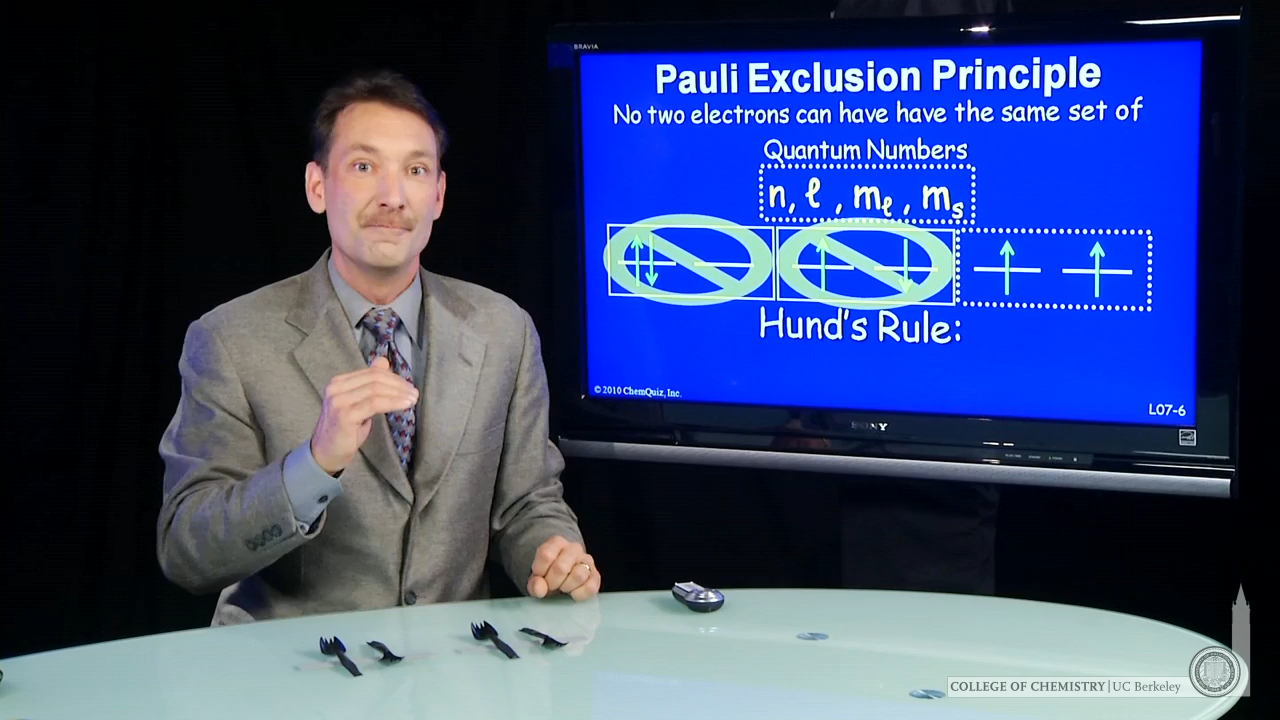 BRAVIA
Pauli Exclusion Principle
No two electrons can have have the same set of
Quantum Numbers
n, ℓ , mℓ , ms
Hund's Rule:
© 2010 ChemQuiz, Inc.
L07-6
SONY
COLLEGE OF CHEMISTRY | UC Berkeley